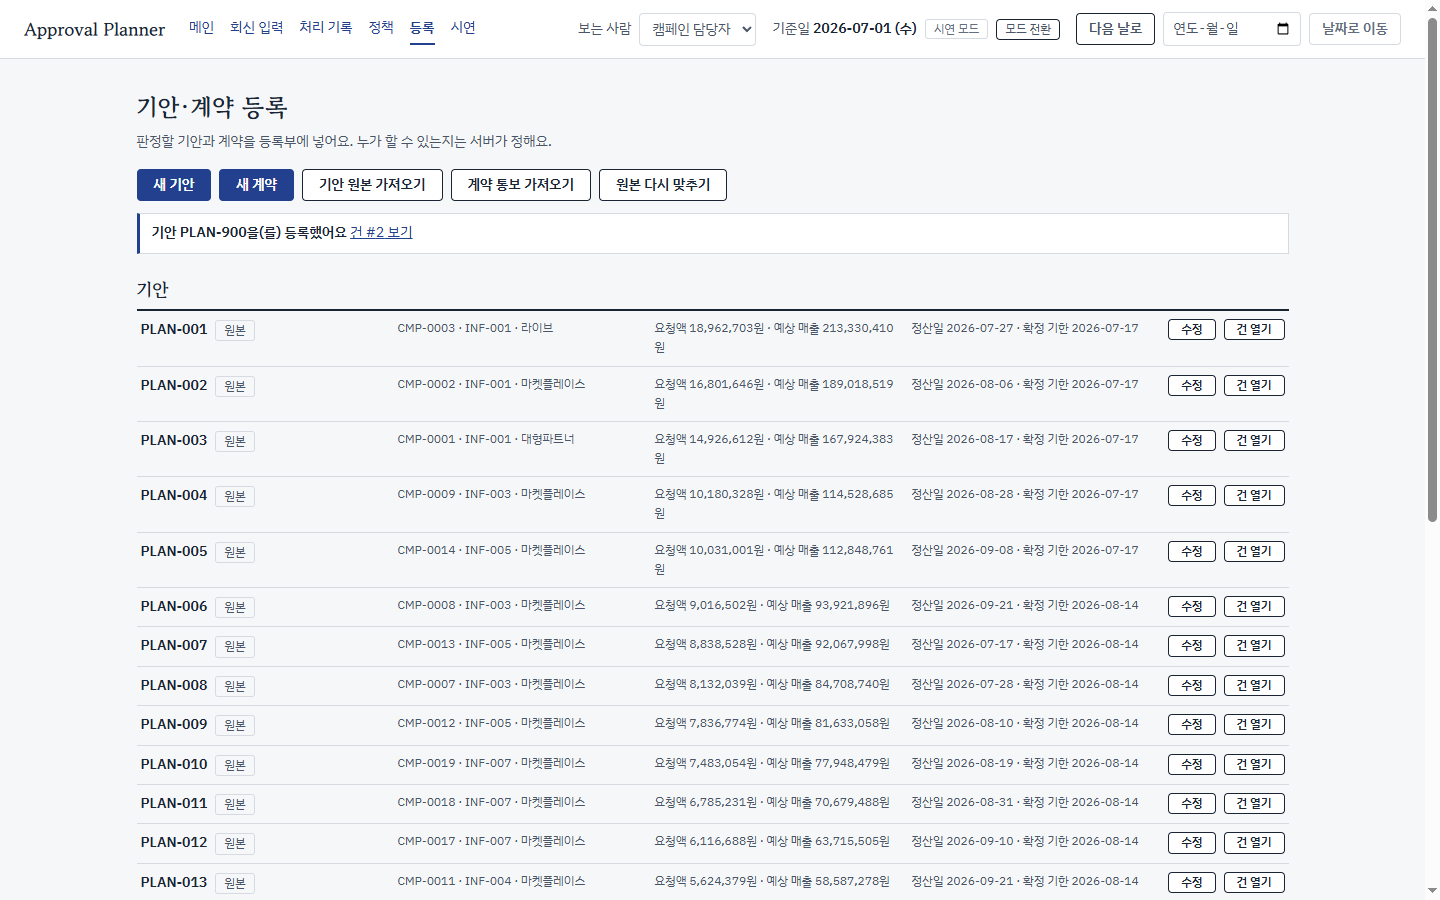 Approval Planner 메인 회신 입력 처리 기록 정책 등록 시연 보는 사람 캠페인 담당자 기준일 2026-07-01 (수) 시연 모드 모드 전환 다음 날로 연도-월-일 날짜로 이동
기안·계약 등록
판정할 기안과 계약을 등록부에 넣어요. 누가 할 수 있는지는 서버가 정해요.
새 기안 새 계약 기안 원본 가져오기 계약 통보 가져오기 원본 다시 맞추기
기안 PLAN-900을(를) 등록했어요 건 #2 보기
기안
PLAN-001 원본 CMP-0003 · INF-001 · 라이브 요청액 18,962,703원 · 예상 매출 213,330,410 정산일 2026-07-27 · 확정 기한 2026-07-17 수정 건 열기
원
PLAN-002 원본 CMP-0002 · INF-001 · 마켓플레이스 요청액 16,801,646원 · 예상 매출 189,018,519 정산일 2026-08-06 · 확정 기한 2026-07-17 수정 건 열기
원
PLAN-003 원본 CMP-0001 · INF-001 · 대형파트너 요청액 14,926,612원 · 예상 매출 167,924,383 정산일 2026-08-17 · 확정 기한 2026-07-17 수정 건 열기
원
PLAN-004 원본 CMP-0009 · INF-003 · 마켓플레이스 요청액 10,180,328원 · 예상 매출 114,528,685 정산일 2026-08-28 · 확정 기한 2026-07-17 수정 건 열기
원
PLAN-005 원본 CMP-0014 · INF-005 · 마켓플레이스 요청액 10,031,001원 · 예상 매출 112,848,761 정산일 2026-09-08 · 확정 기한 2026-07-17 수정 건 열기
원
PLAN-006 원본 CMP-0008 · INF-003 · 마켓플레이스 요청액 9,016,502원 · 예상 매출 93,921,896원 정산일 2026-09-21 · 확정 기한 2026-08-14 수정 건 열기
PLAN-007 원본 CMP-0013 · INF-005 · 마켓플레이스 요청액 8,838,528원 · 예상 매출 92,067,998원 정산일 2026-07-17 · 확정 기한 2026-08-14 수정 건 열기
PLAN-008 원본 CMP-0007 · INF-003 · 마켓플레이스 요청액 8,132,039원 · 예상 매출 84,708,740원 정산일 2026-07-28 · 확정 기한 2026-08-14 수정 건 열기
PLAN-009 원본 CMP-0012 · INF-005 · 마켓플레이스 요청액 7,836,774원 · 예상 매출 81,633,058원 정산일 2026-08-10 · 확정 기한 2026-08-14 수정 건 열기
PLAN-010 원본 CMP-0019 · INF-007 · 마켓플레이스 요청액 7,483,054원 · 예상 매출 77,948,479원 정산일 2026-08-19 · 확정 기한 2026-08-14 수정 건 열기
PLAN-011 원본 CMP-0018 · INF-007 · 마켓플레이스 요청액 6,785,231원 · 예상 매출 70,679,488원 정산일 2026-08-31 · 확정 기한 2026-08-14 수정 건 열기
PLAN-012 원본 CMP-0017 · INF-007 · 마켓플레이스 요청액 6,116,688원 · 예상 매출 63,715,505원 정산일 2026-09-10 · 확정 기한 2026-08-14 수정 건 열기
PLAN-013 원본 CMP-0011 · INF-004 · 마켓플레이스 요청액 5,624,379원 · 예상 매출 58,587,278원 정산일 2026-09-21 · 확정 기한 2026-08-14 수정 건 열기